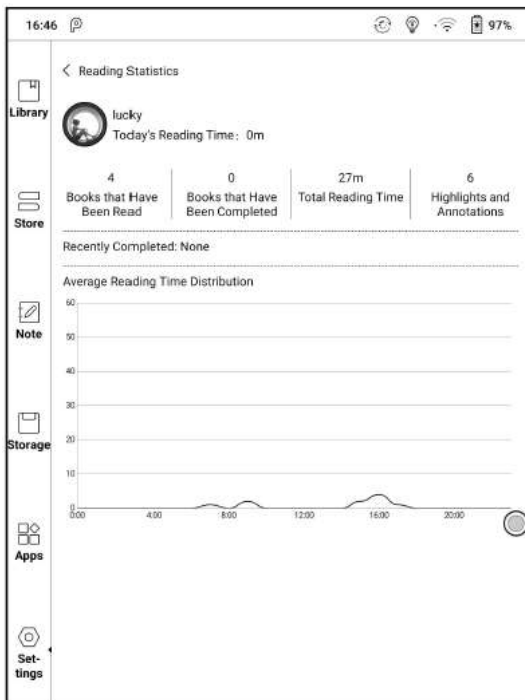 16:46
97%
Reading Statistics
Library
lucky
Today's Reading Time: 0m
4
Books that Have
Been Read
0
Books that Have
Been Completed
27m
Total Reading Time
6
Highlights and
Annotations
Store
Recently Completed: None
Average Reading Time Distribution
60
50
40
30
20
10
0
0:00
4:00
8:00
12:00
16:00
20:00
Note
Storage
Apps
Set-
tings